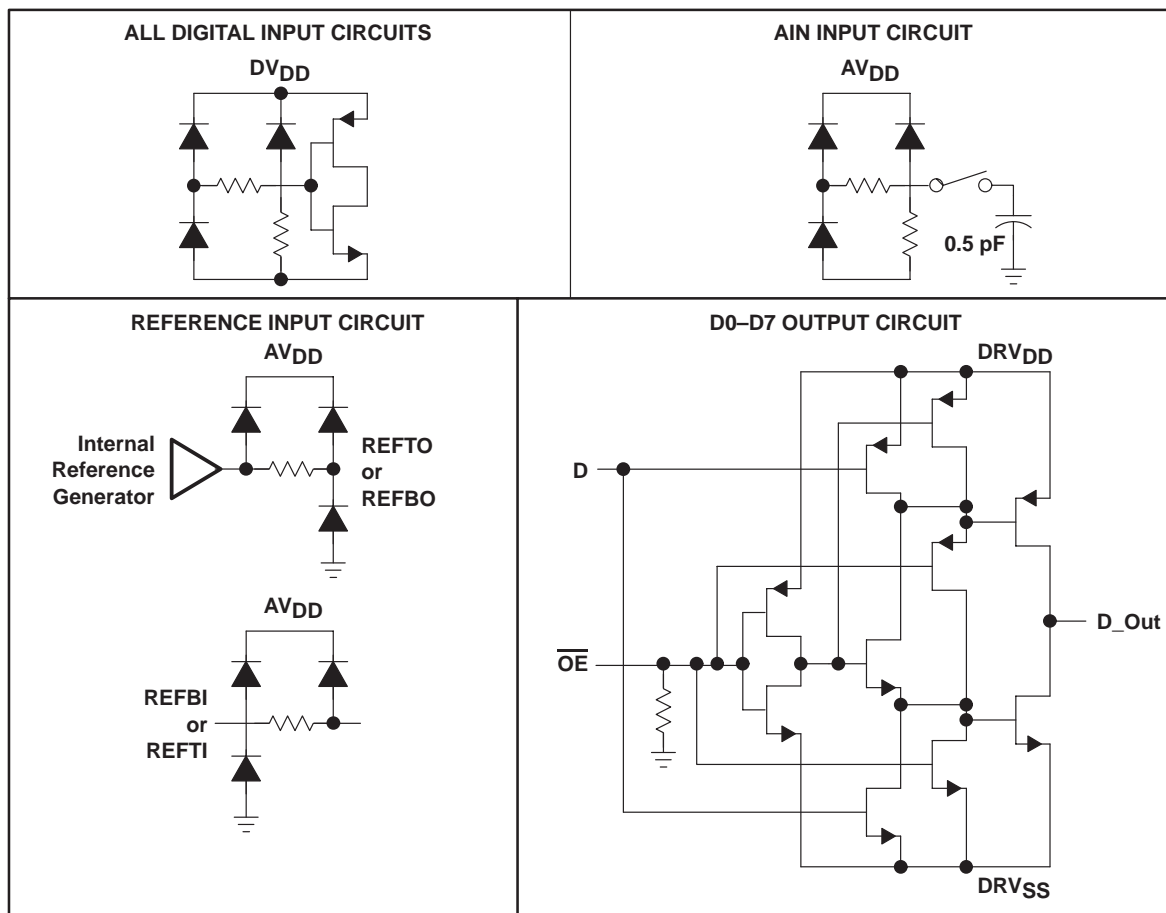 ALL DIGITAL INPUT CIRCUITS
DVDD
AIN INPUT CIRCUIT
AVDD
0.5 pF
REFERENCE INPUT CIRCUIT
AVDD
Internal
Reference
Generator
REFTO
or
REFBO
AVDD
REFBI
or
REFTI
D0–D7 OUTPUT CIRCUIT
DRVDD
D
D_Out
OE
DRVSS